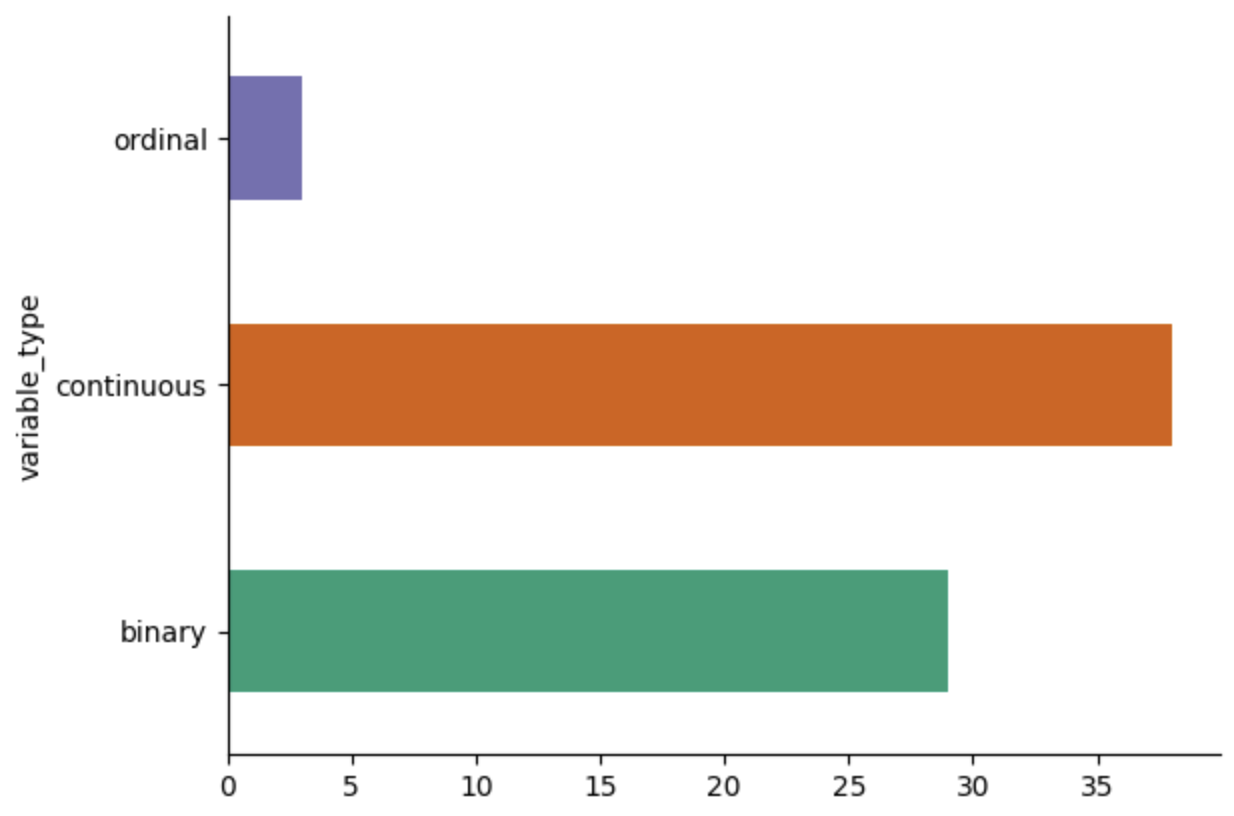 ordinal
variable_type
continuous
binary
0 5 10 15 20 25 30 35